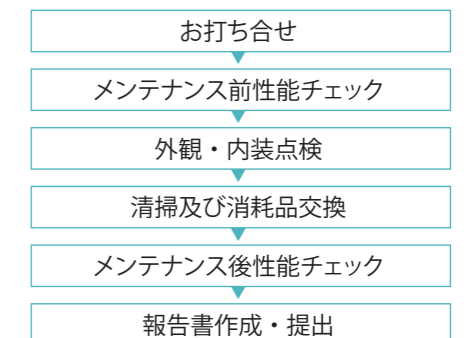 お打ち合せ
メンテナンス前性能チェック
外観・内装点検
清掃及び消耗品交換
メンテナンス後性能チェック
報告書作成・提出